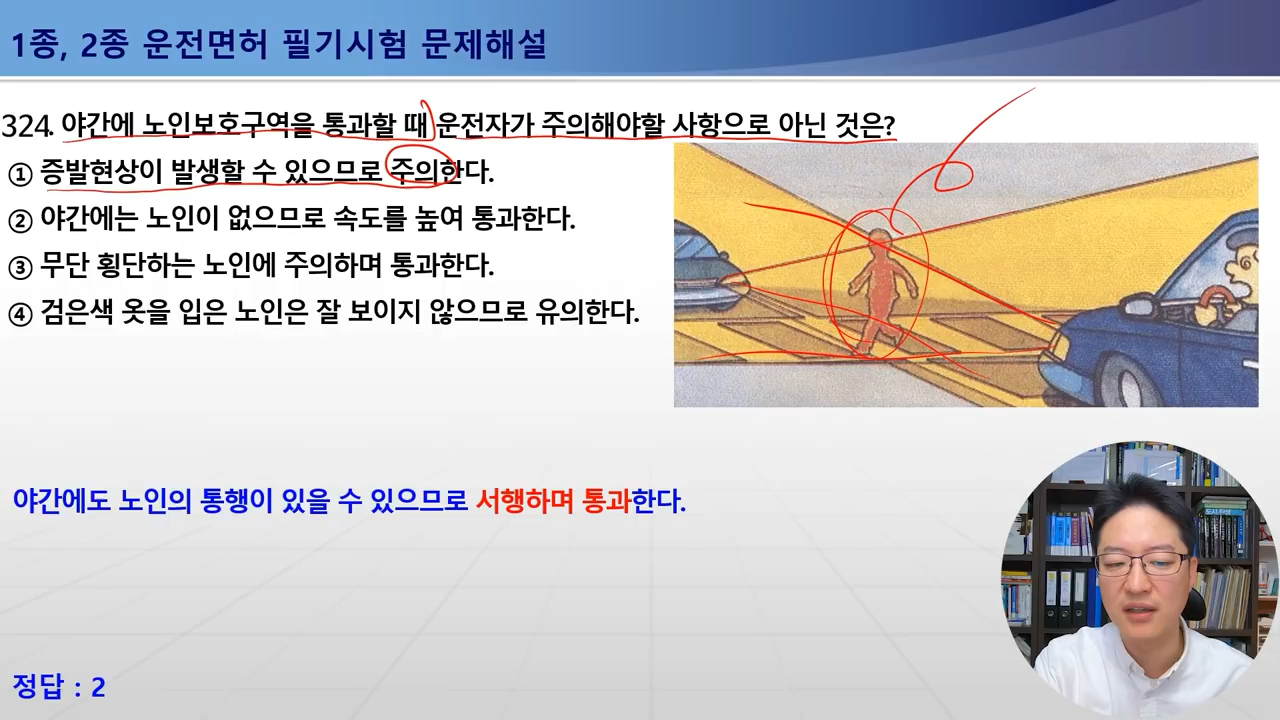 1종, 2종 운전면허 필기시험 문제해설
324. 야간에 노인보호구역을 통과할 때 운전자가 주의해야할 사항으로 아닌 것은?
① 증발현상이 발생할 수 있으므로 주의한다.
② 야간에는 노인이 없으므로 속도를 높여 통과한다.
③ 무단 횡단하는 노인에 주의하며 통과한다.
④ 검은색 옷을 입은 노인은 잘 보이지 않으므로 유의한다.
야간에도 노인의 통행이 있을 수 있으므로 서행하며 통과한다.
정답 : 2